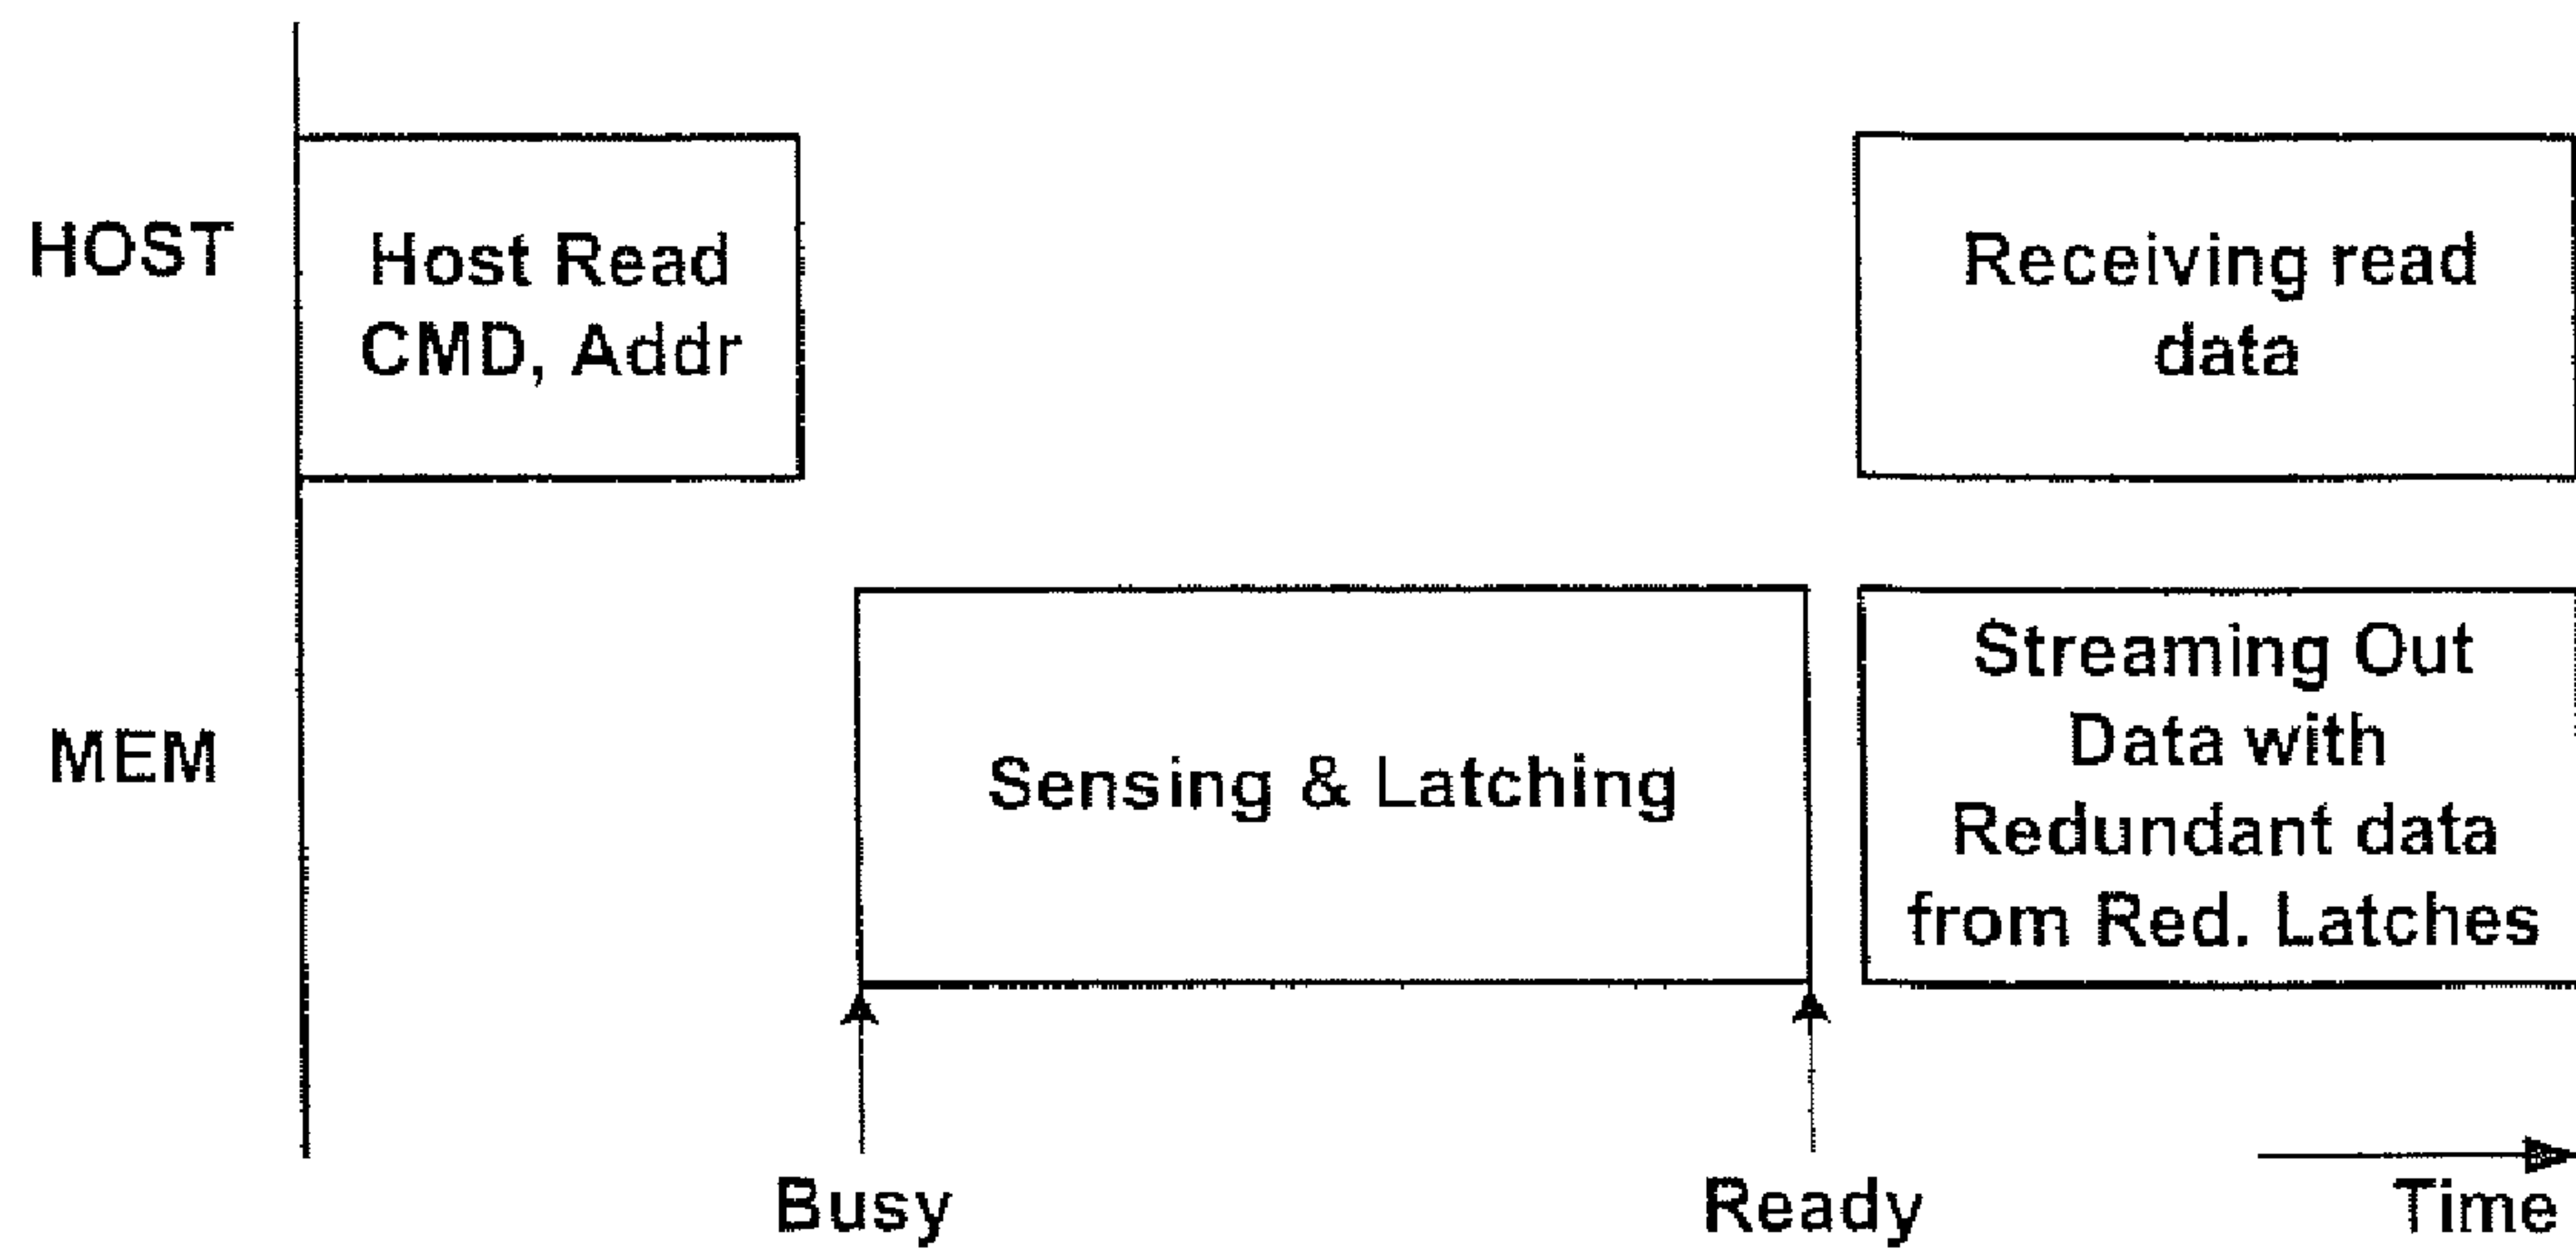 HOST
Host Read
CMD, Addr
Receiving read
data
MEM
Sensing & Latching
Streaming Out
Data with
Redundant data
from Red. Latches
Busy
Ready
Time